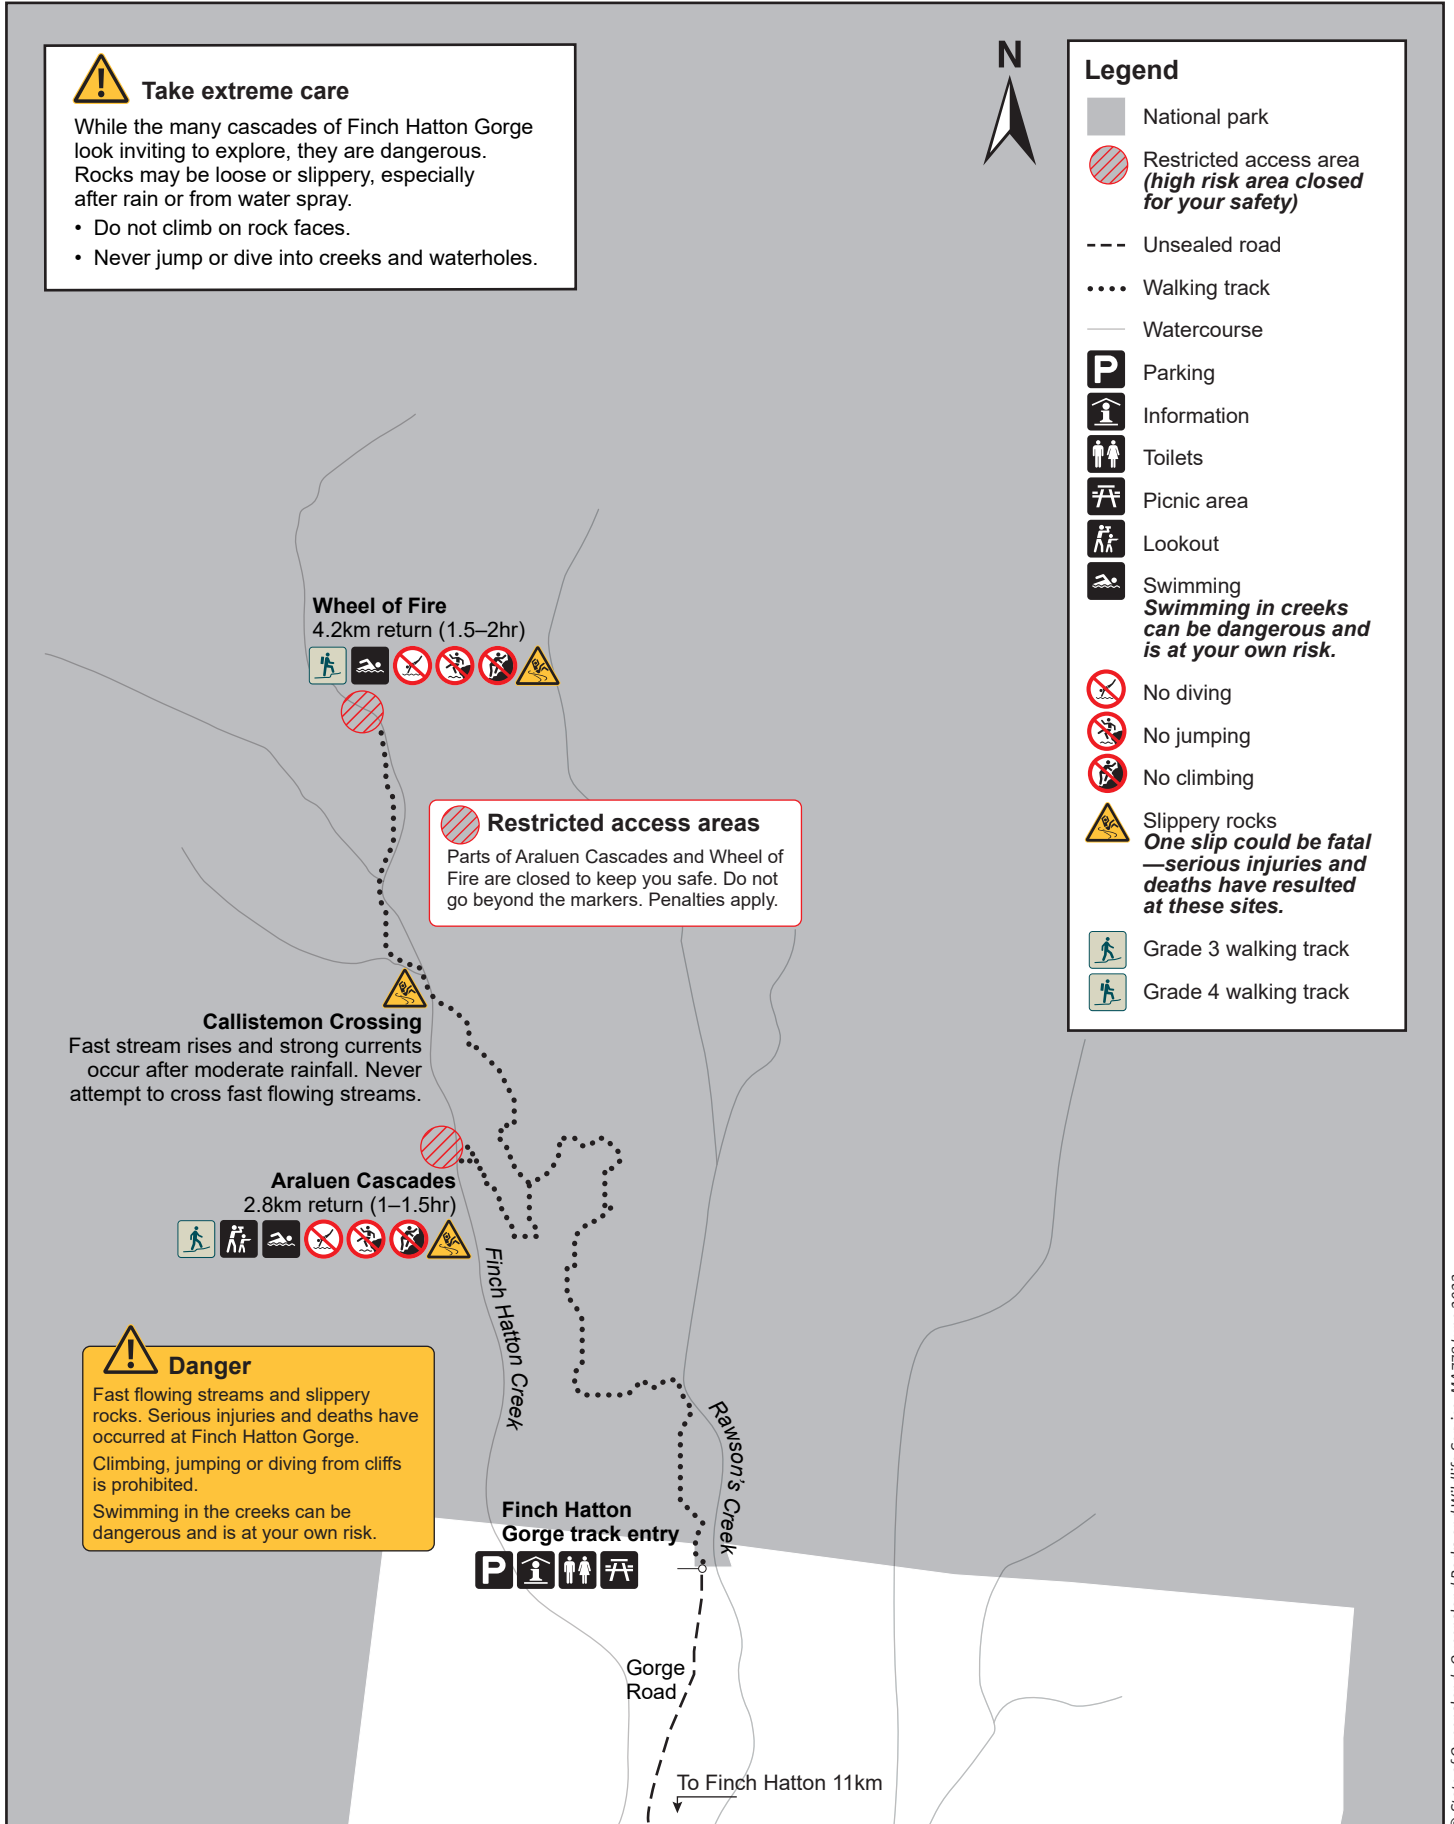 Take extreme care
While the many cascades of Finch Hatton Gorge
look inviting to explore, they are dangerous.
Rocks may be loose or slippery, especially
after rain or from water spray.
• Do not climb on rock faces.
• Never jump or dive into creeks and waterholes.
N
Legend
National park
Restricted access area
(high risk area closed
for your safety)
Unsealed road
Walking track
Watercourse
P Parking
Information
Toilets
Picnic area
Lookout
Swimming
Swimming in creeks
can be dangerous and
is at your own risk.
No diving
No jumping
No climbing
Slippery rocks
One slip could be fatal
—serious injuries and
deaths have resulted
at these sites.
Grade 3 walking track
Grade 4 walking track
Wheel of Fire
4.2km return (1.5–2hr)
Restricted access areas
Parts of Araluen Cascades and Wheel of
Fire are closed to keep you safe. Do not
go beyond the markers. Penalties apply.
Callistemon Crossing
Fast stream rises and strong currents
occur after moderate rainfall. Never
attempt to cross fast flowing streams.
Araluen Cascades
2.8km return (1–1.5hr)
Finch Hatton Creek
Danger
Fast flowing streams and slippery
rocks. Serious injuries and deaths have
occurred at Finch Hatton Gorge.
Climbing, jumping or diving from cliffs
is prohibited.
Swimming in the creeks can be
dangerous and is at your own risk.
Rawson's Creek
Finch Hatton
Gorge track entry
P
Gorge
Road
To Finch Hatton 11km